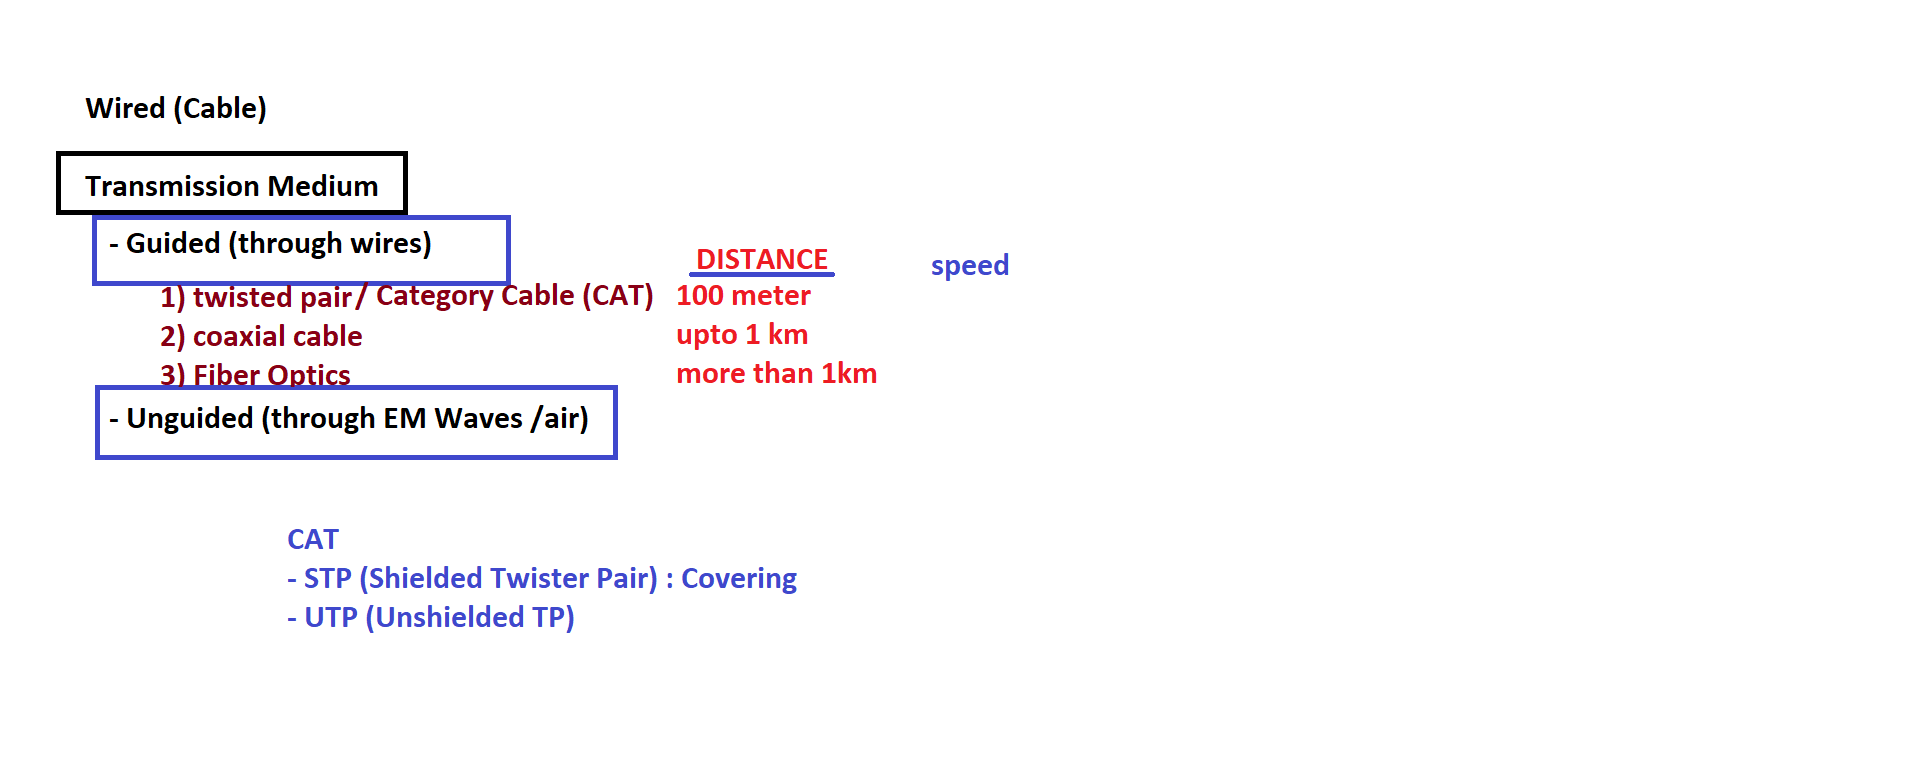 Wired (Cable)
Transmission Medium
- Guided (through wires)
DISTANCE
speed
1) twisted pair / Category Cable (CAT) 100 meter
2) coaxial cable upto 1 km
3) Fiber Optics more than 1km
- Unguided (through EM Waves /air)
CAT
- STP (Shielded Twister Pair) : Covering
- UTP (Unshielded TP)